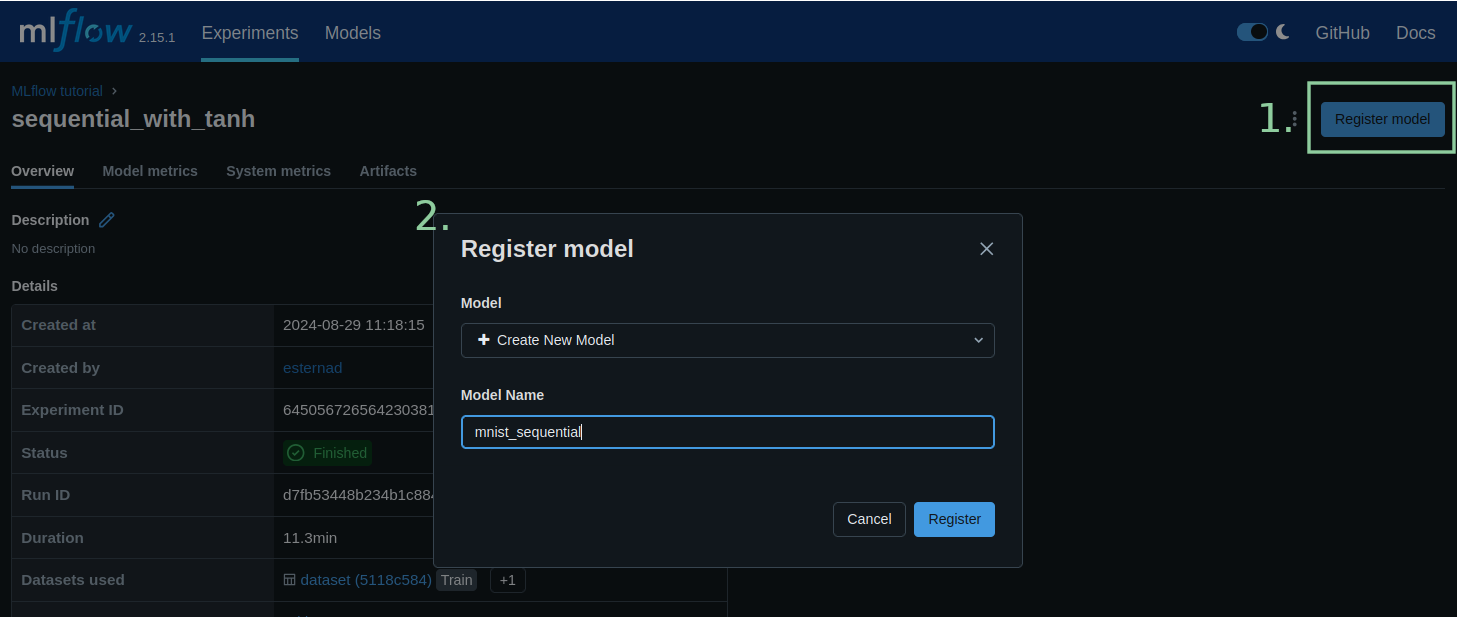 mlflow 2.15.1 Experiments Models GitHub Docs
MLflow tutorial ›
sequential_with_tanh
1. Register model
Overview Model metrics System metrics Artifacts
Description
No description
Details
Created at 2024-08-29 11:18:15
Created by esternad
Experiment ID 645056726564230381
Status Finished
Run ID d7fb53448b234b1c884
Duration 11.3min
Datasets used dataset (5118c584) Train +1
2.
Register model
Model
Create New Model
Model Name
mnist_sequential
Cancel Register